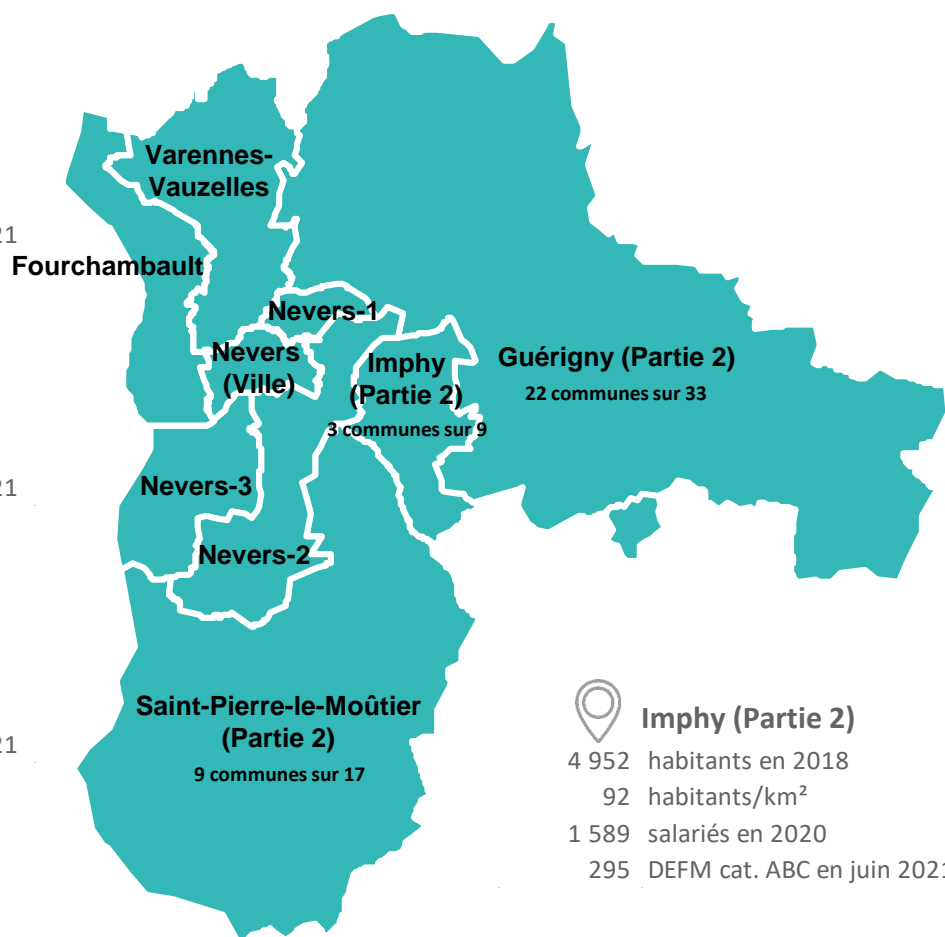 Varennes-
Vauzelles
21
Fourchambault
Nevers-1
Nevers
(Ville)
Imphy
(Partie 2)
3 communes sur 9
Guérigny (Partie 2)
22 communes sur 33
Nevers-3
21
Nevers-2
Saint-Pierre-le-Moûtier
(Partie 2)
9 communes sur 17
21
Imphy (Partie 2)
4 952 habitants en 2018
92 habitants/km²
1 589 salariés en 2020
295 DEFM cat. ABC en juin 2021